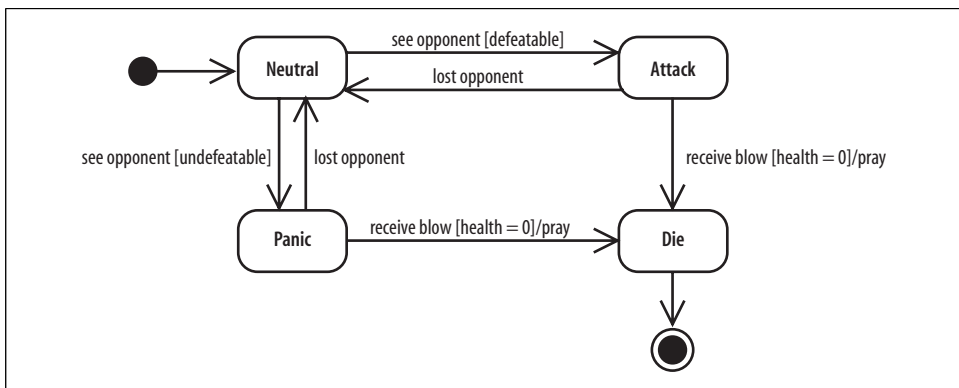 see opponent [defeatable]
Neutral
Attack
lost opponent
see opponent [undefeatable]
lost opponent
receive blow [health = 0]/pray
Panic
receive blow [health = 0]/pray
Die